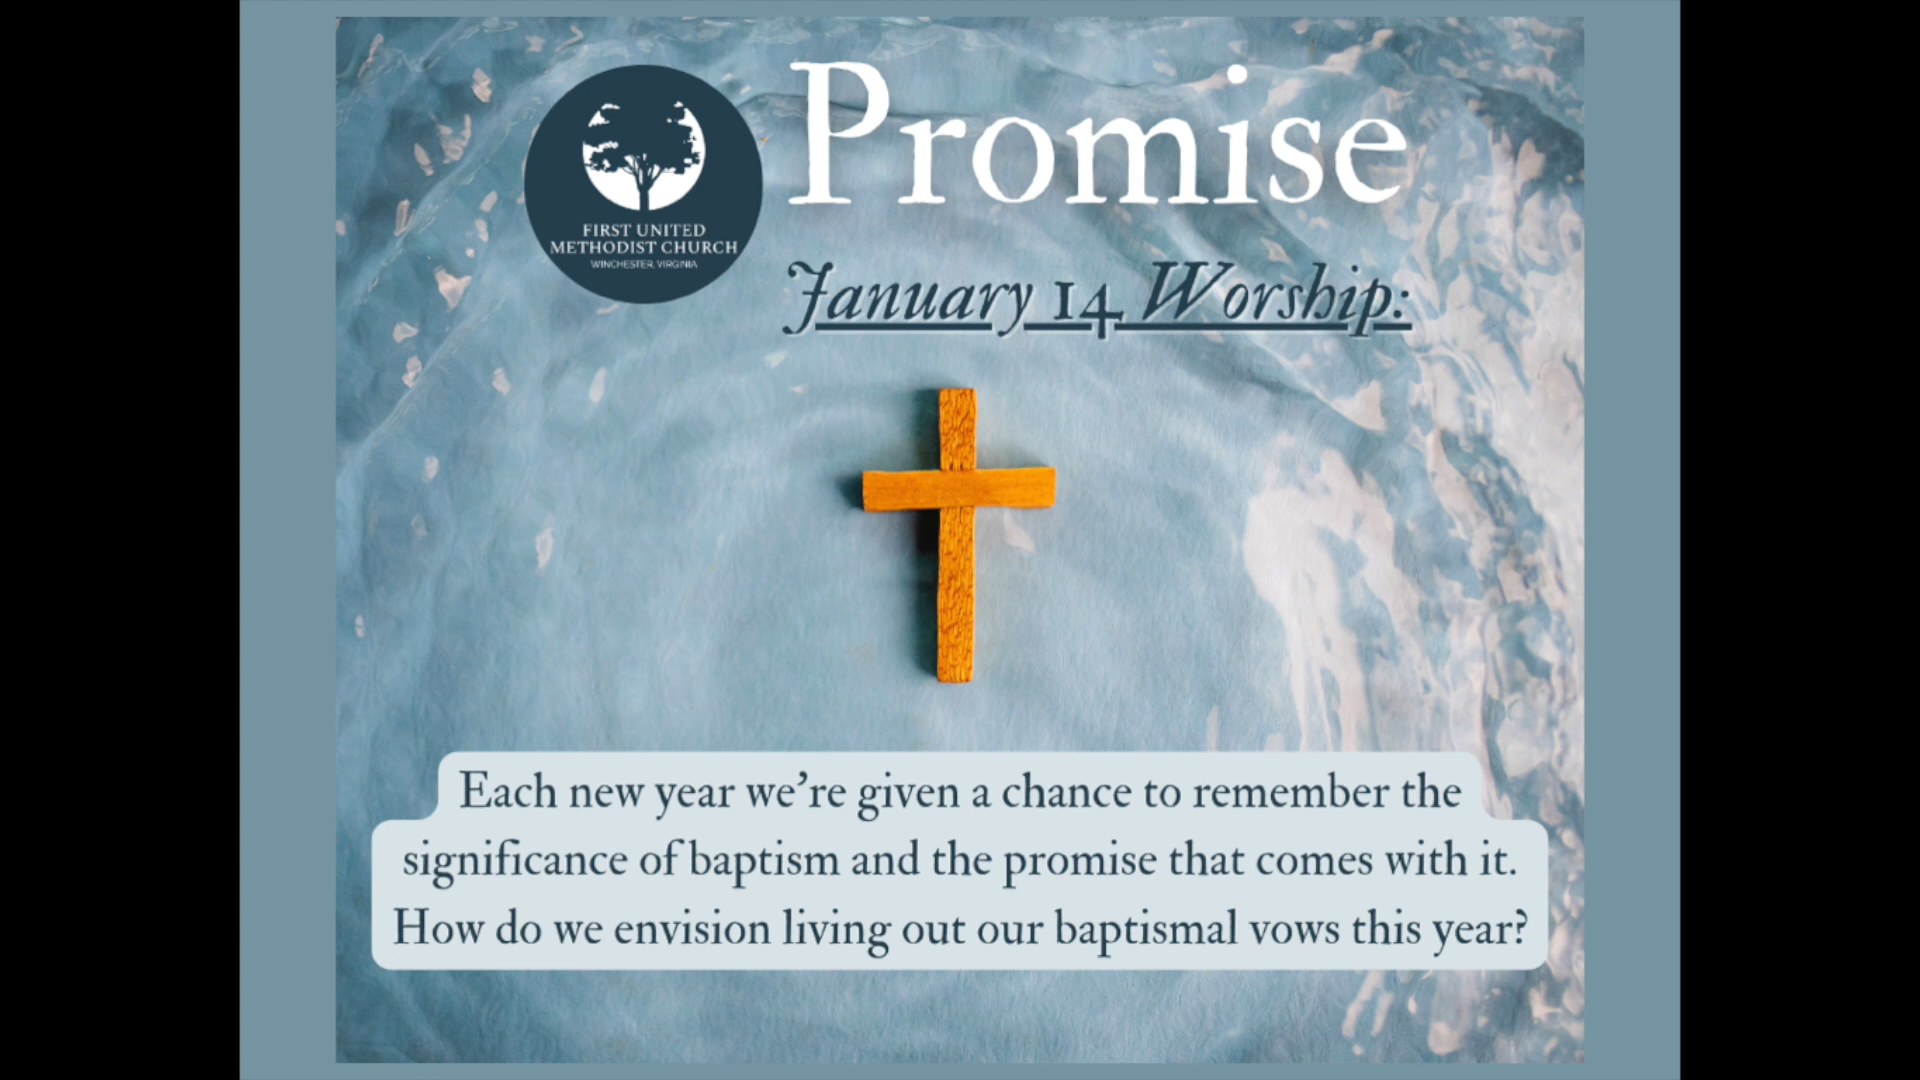 Promise
FIRST UNITED
METHODIST CHURCH
WINCHESTER, VIRGINIA
January 14 Worship:
Each new year we’re given a chance to remember the
significance of baptism and the promise that comes with it.
How do we envision living out our baptismal vows this year?